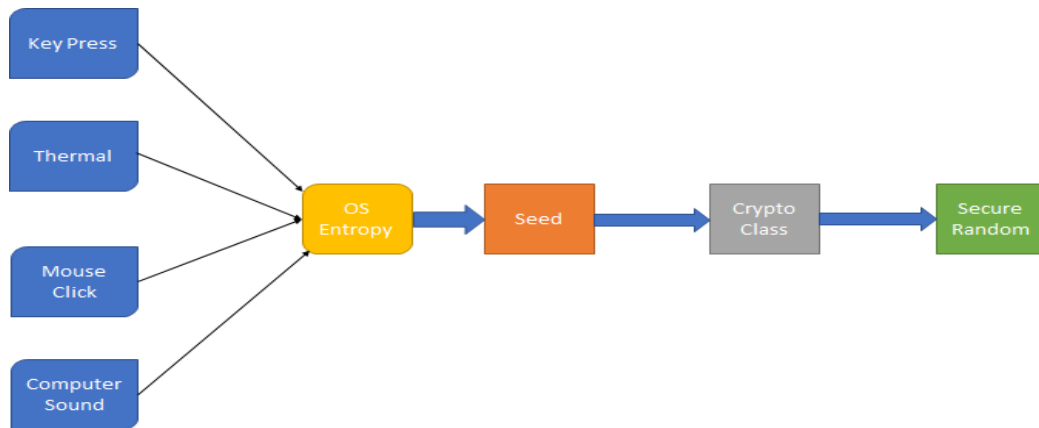 Key Press
Thermal
Mouse
Click
Computer
Sound
OS
Entropy
Seed
Crypto
Class
Secure
Random